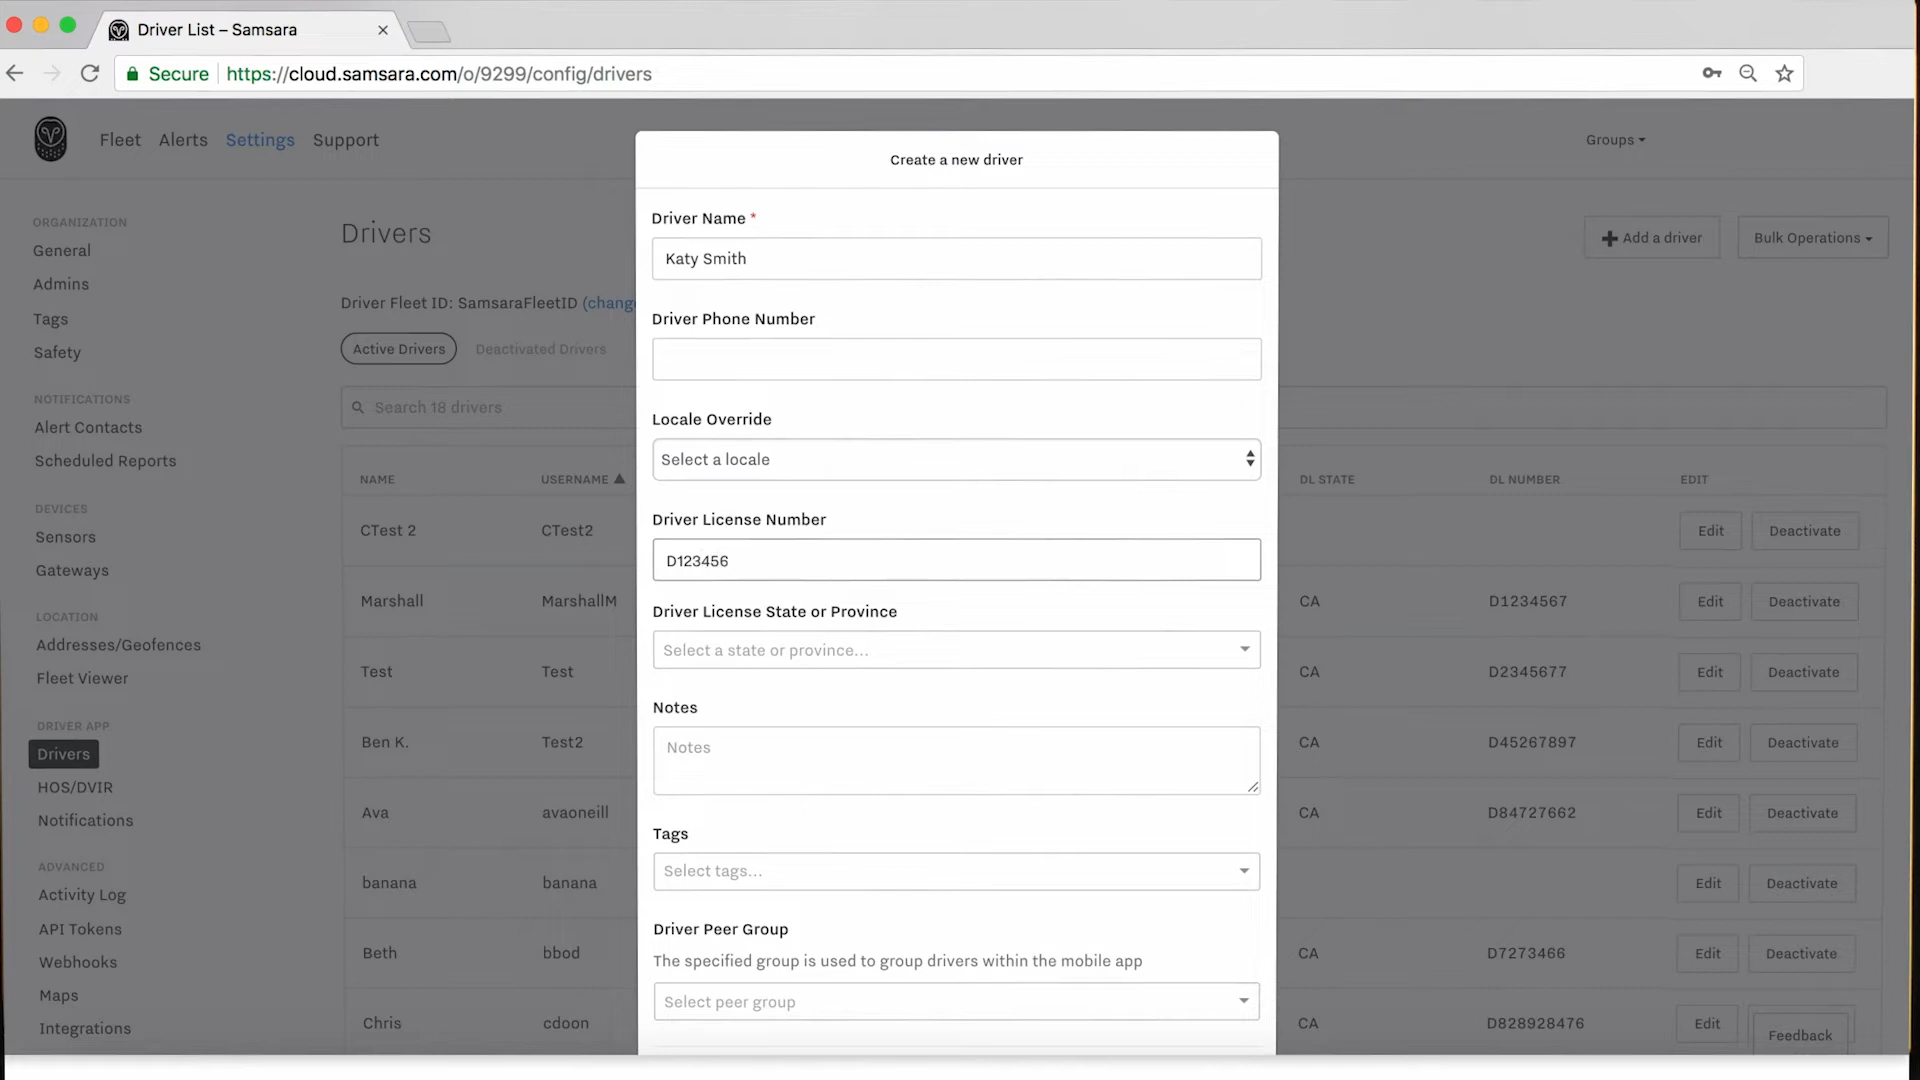 Driver List – Samsara
Secure
https://cloud.samsara.com/o/9299/config/drivers
Fleet Alerts Settings Support
Groups
Create a new driver
ORGANIZATION
General
Admins
Tags
Safety
NOTIFICATIONS
Alert Contacts
Scheduled Reports
DEVICES
Sensors
Gateways
LOCATION
Addresses/Geofences
Fleet Viewer
DRIVER APP
Drivers
HOS/DVIR
Notifications
ADVANCED
Activity Log
API Tokens
Webhooks
Maps
Integrations
Drivers
Add a driver
Bulk Operations
Driver Fleet ID: SamsaraFleetID (chang
Active Drivers Deactivated Drivers
Search 18 drivers
NAME USERNAME DL STATE DL NUMBER EDIT
CTest 2 CTest2 Edit Deactivate
Marshall MarshallM CA D1234567 Edit Deactivate
Test Test CA D2345677 Edit Deactivate
Ben K. Test2 CA D45267897 Edit Deactivate
Ava avaoneill CA D84727662 Edit Deactivate
banana banana Edit Deactivate
Beth bbod CA D7273466 Edit Deactivate
Chris cdoon CA D828928476 Edit
Feedback
Driver Name *
Katy Smith
Driver Phone Number
Locale Override
Select a locale
Driver License Number
D123456
Driver License State or Province
Select a state or province...
Notes
Notes
Tags
Select tags...
Driver Peer Group
The specified group is used to group drivers within the mobile app
Select peer group